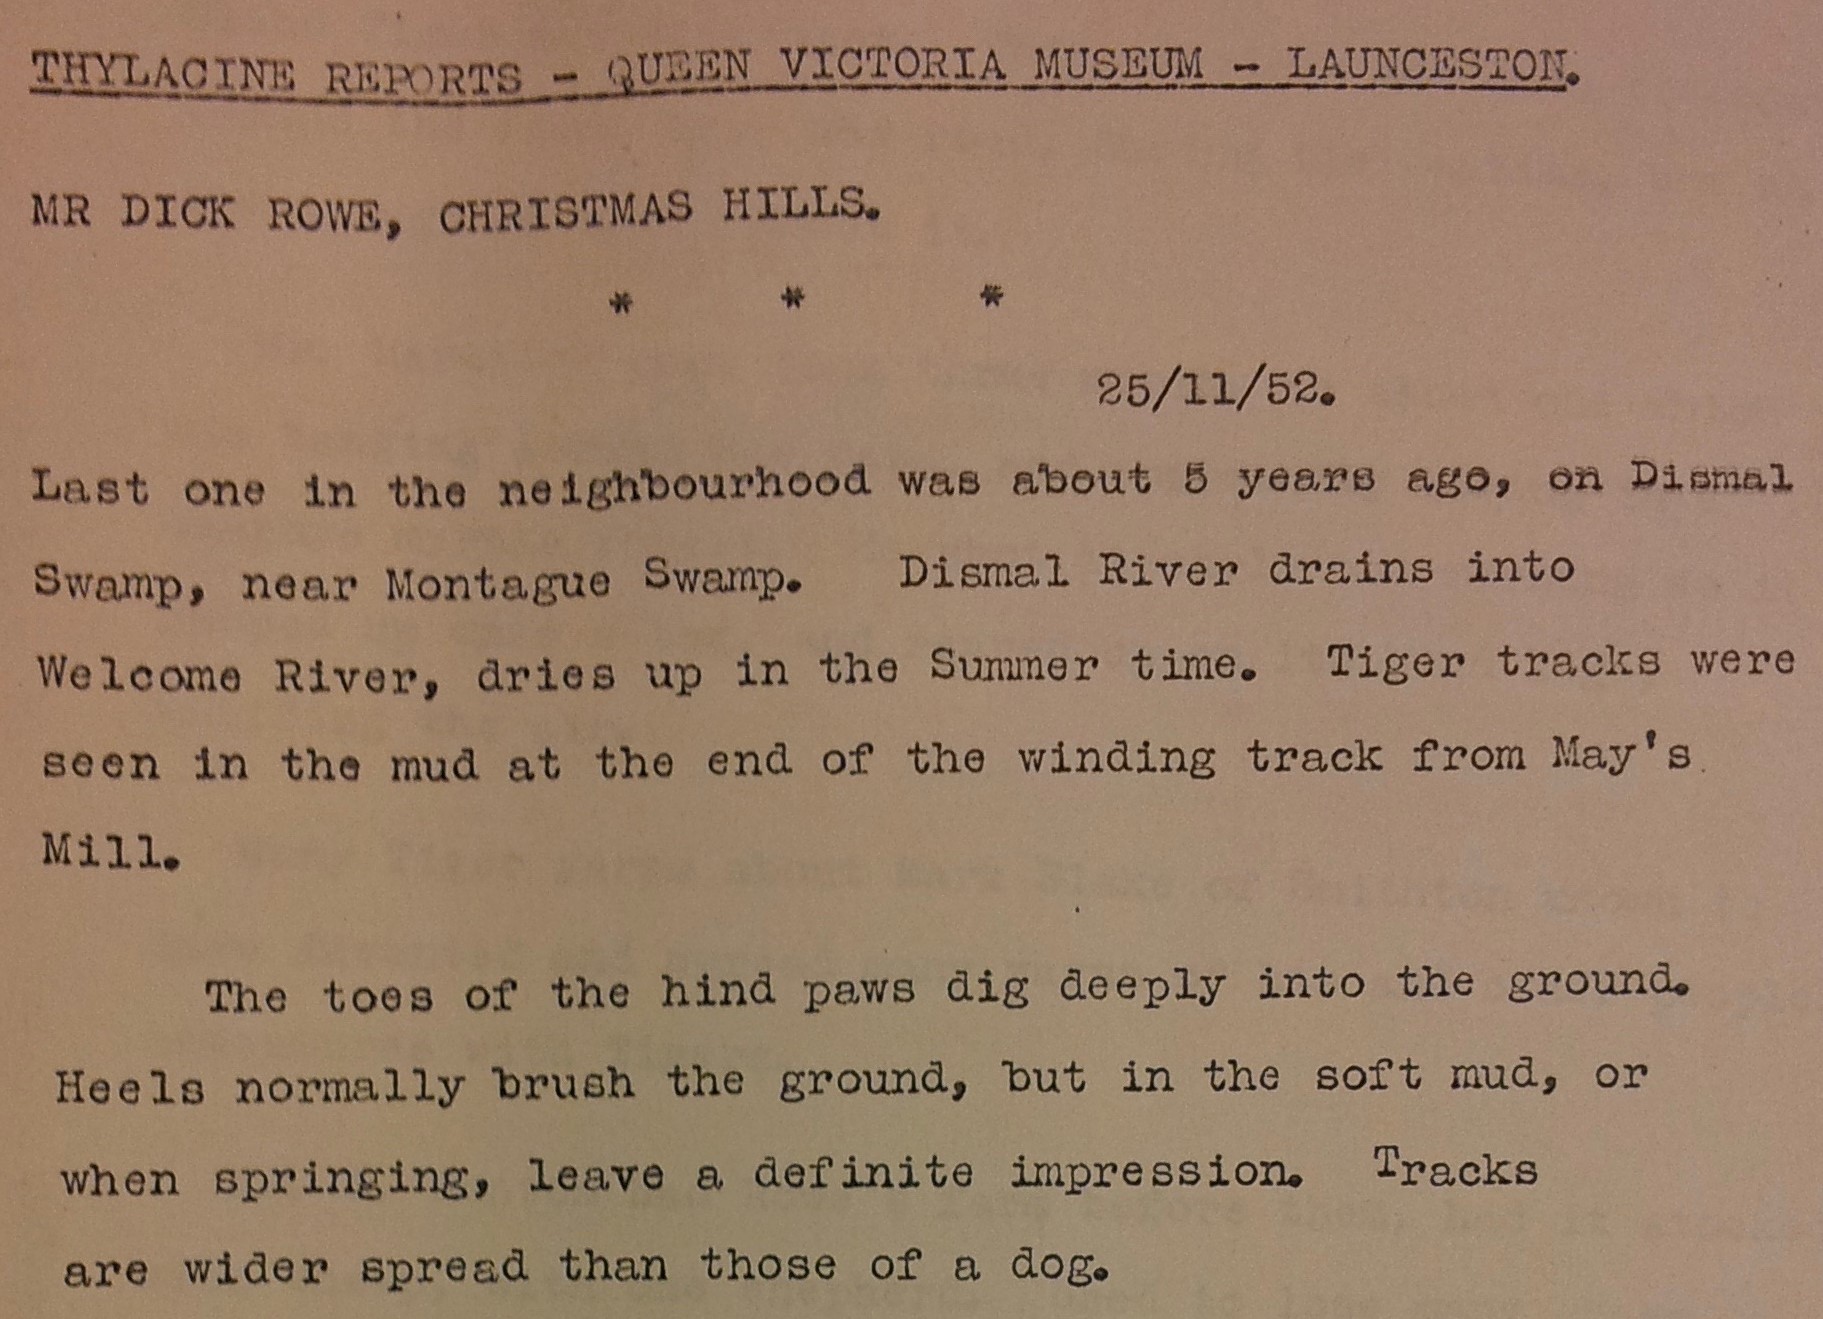 THYLACINE REPORTS - QUEEN VICTORIA MUSEUM - LAUNCESTON.
MR DICK ROWE, CHRISTMAS HILLS.
* * *
25/11/52.
Last one in the neighbourhood was about 5 years ago, on Dismal
Swamp, near Montague Swamp. Dismal River drains into
Welcome River, dries up in the Summer time. Tiger tracks were
seen in the mud at the end of the winding track from May's
Mill.
The toes of the hind paws dig deeply into the ground.
Heels normally brush the ground, but in the soft mud, or
when springing, leave a definite impression. Tracks
are wider spread than those of a dog.